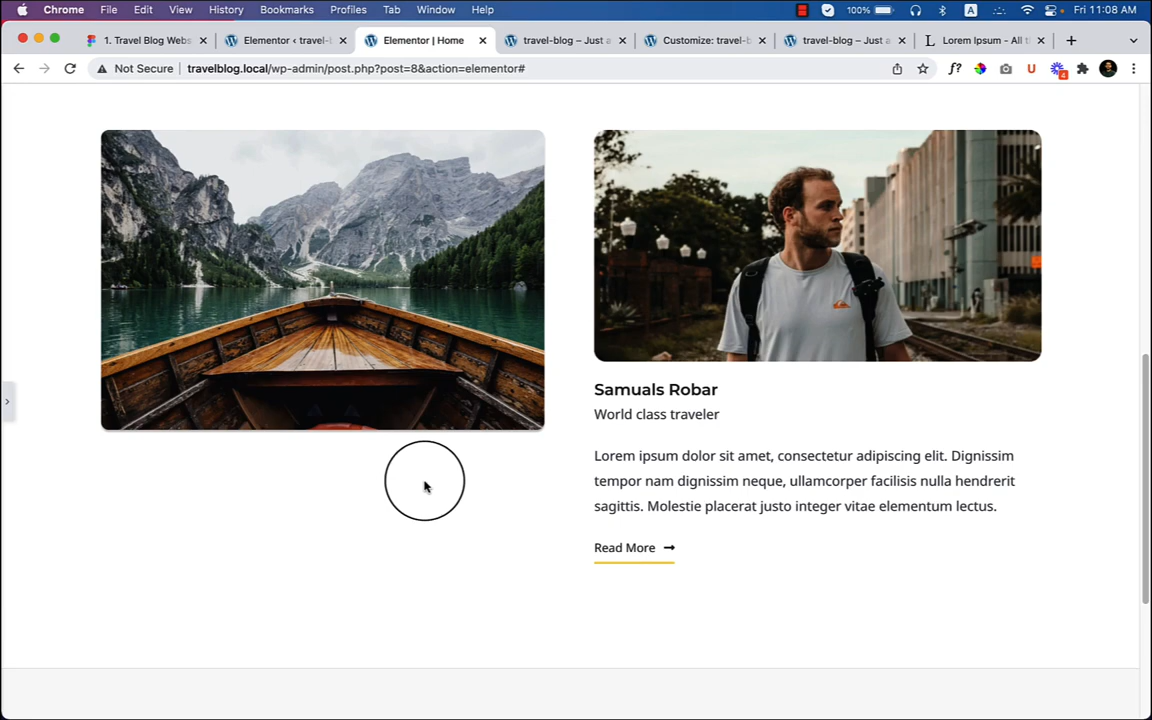 Chrome File Edit View History Bookmarks Profiles Tab Window Help 100% A Fri 11:08 AM
1. Travel Blog Webs Elementor ‹ travel- Elementor | Home travel-blog – Just a Customize: travel-b travel-blog – Just a Lorem Ipsum - All t
Not Secure travelblog.local/wp-admin/post.php?post=8&action=elementor# f? U 4
Samuals Robar
World class traveler
Lorem ipsum dolor sit amet, consectetur adipiscing elit. Dignissim
tempor nam dignissim neque, ullamcorper facilisis nulla hendrerit
sagittis. Molestie placerat justo integer vitae elementum lectus.
Read More →